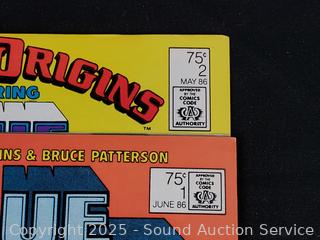 ORIGINS
RING
75¢
2
MAY 86
APPROVED
BY THE
COMICS
CODE
AUTHORITY
TM
INS & BRUCE PATTERSON
UE
75¢
1
JUNE 86
APPROVED
BY THE
COMICS
CODE
AUTHORITY
Copyright 2025 - Sound Auction Service